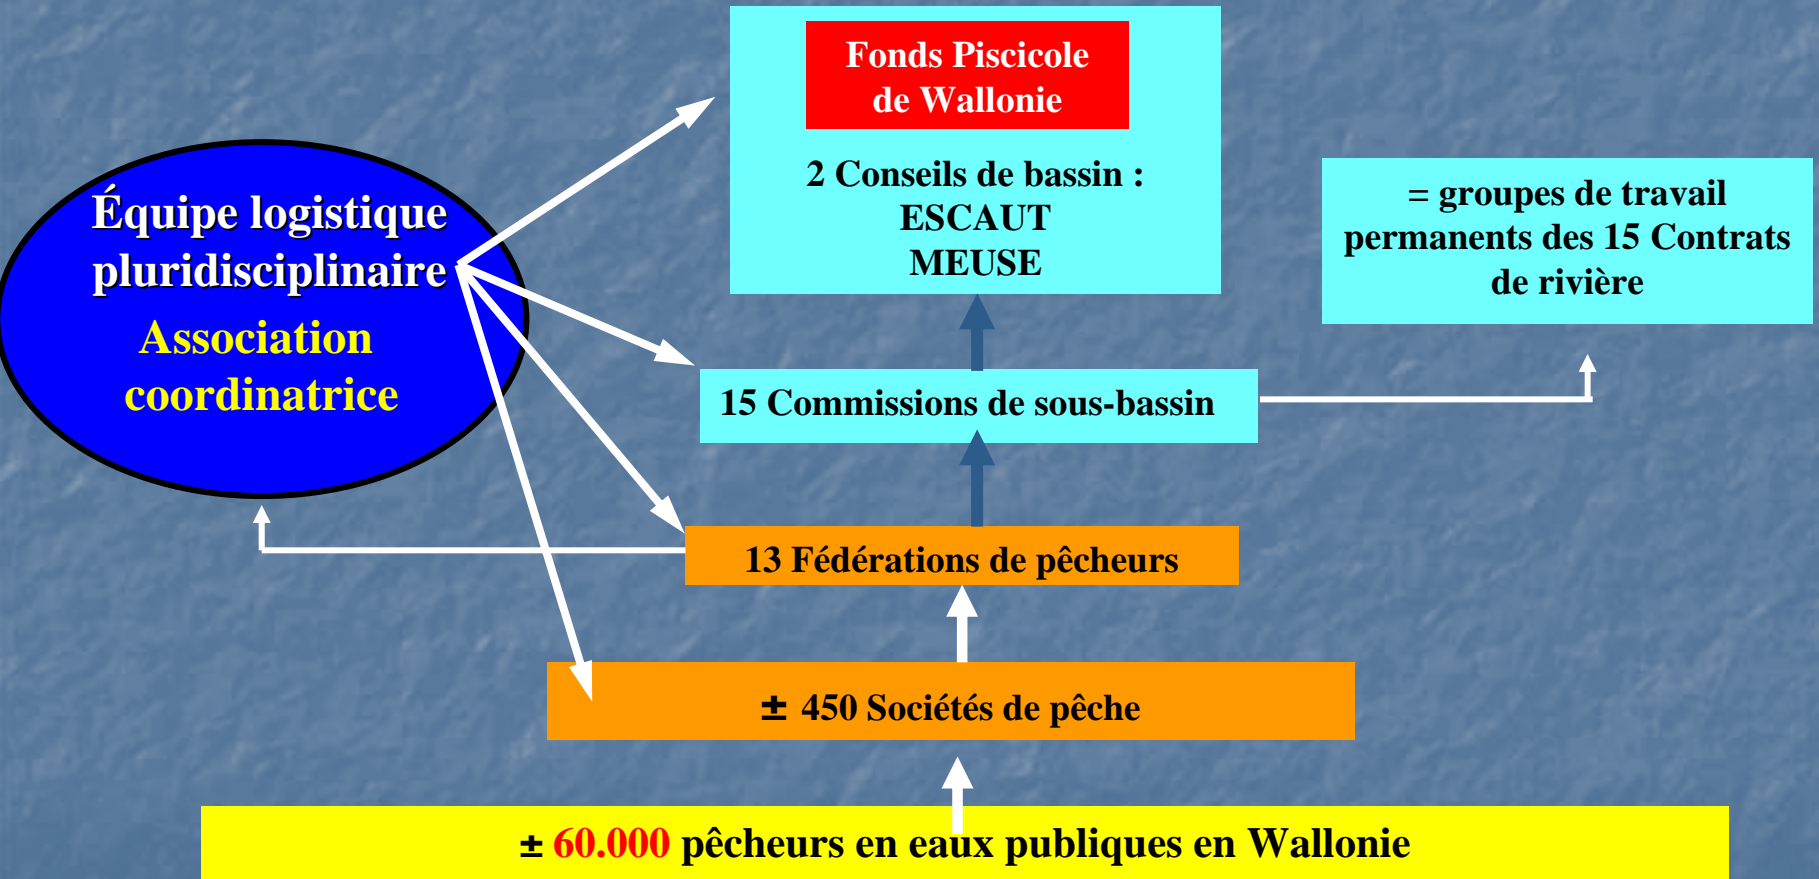 Fonds Piscicole
de Wallonie
2 Conseils de bassin :
ESCAUT
MEUSE
Équipe logistique
pluridisciplinaire
Association
coordinatrice
= groupes de travail
permanents des 15 Contrats
de rivière
15 Commissions de sous-bassin
13 Fédérations de pêcheurs
± 450 Sociétés de pêche
± 60.000 pêcheurs en eaux publiques en Wallonie